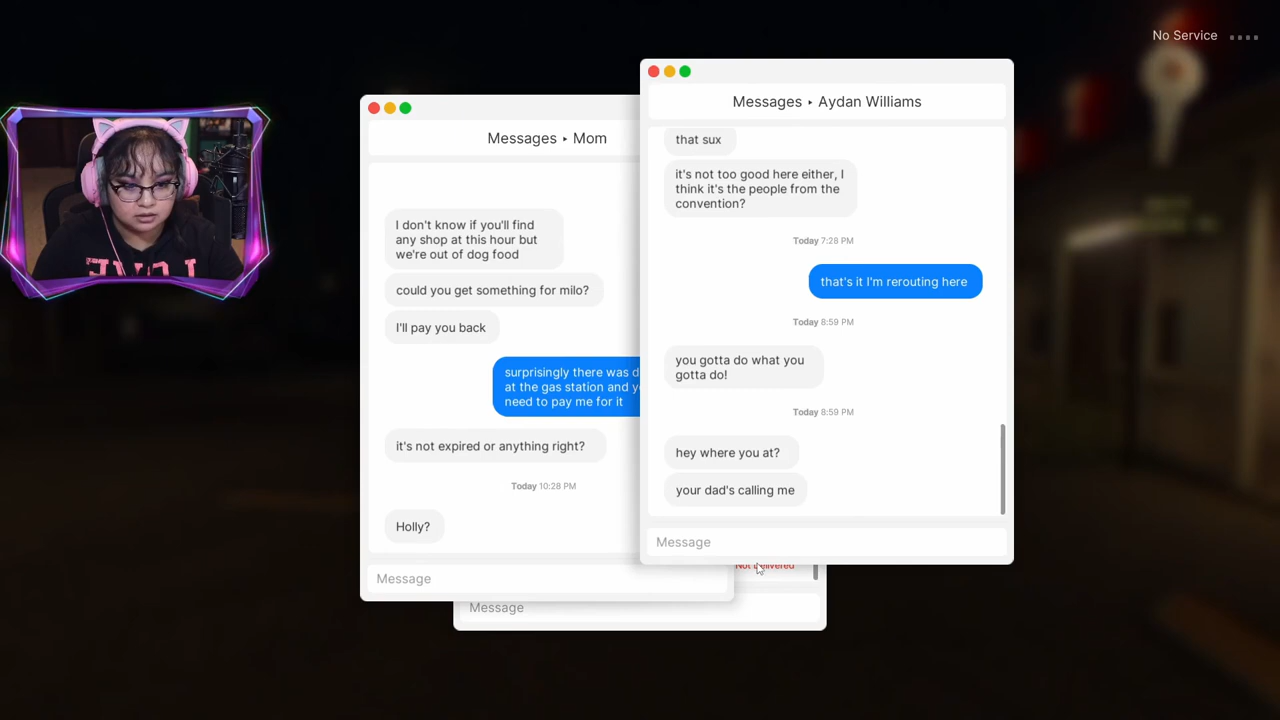 No Service
Messages ▸ Mom
I don't know if you'll find
any shop at this hour but
we're out of dog food
could you get something for milo?
I'll pay you back
surprisingly there was d
at the gas station and y
need to pay me for it
it's not expired or anything right?
Today 10:28 PM
Holly?
Message
Messages ▸ Aydan Williams
that sux
it's not too good here either, I
think it's the people from the
convention?
Today 7:28 PM
that's it I'm rerouting here
Today 8:59 PM
you gotta do what you
gotta do!
Today 8:59 PM
hey where you at?
your dad's calling me
Message
Not Delivered
Message